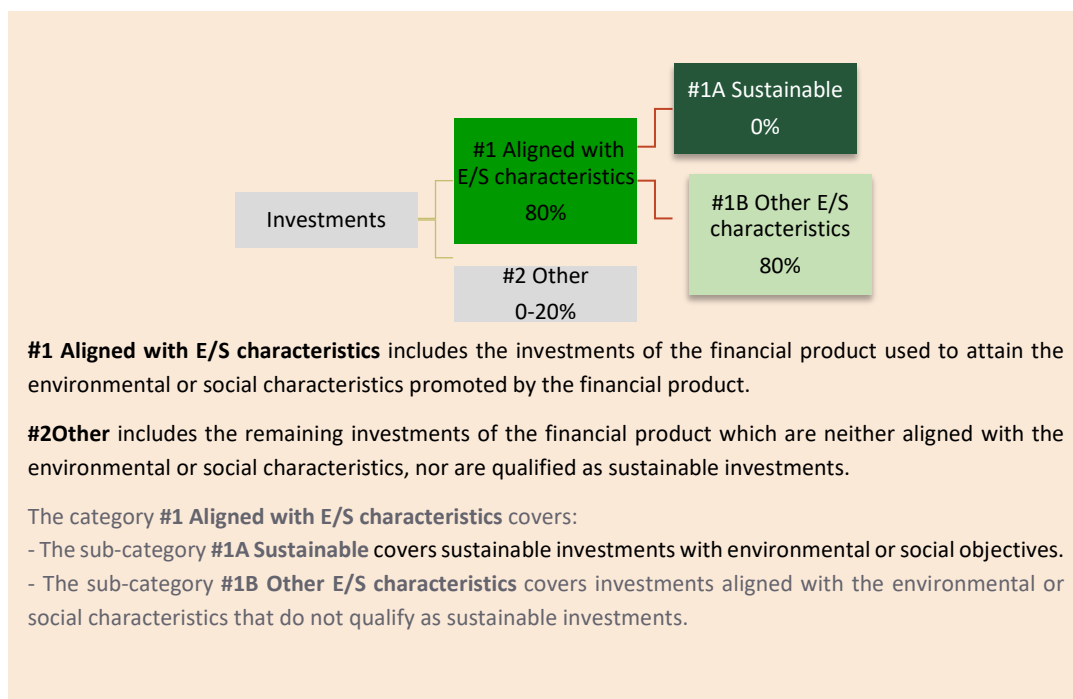 #1A Sustainable
0%
#1 Aligned with
E/S characteristics
80%
Investments
#1B Other E/S
characteristics
80%
#2 Other
0-20%
#1 Aligned with E/S characteristics includes the investments of the financial product used to attain the
environmental or social characteristics promoted by the financial product.
#2Other includes the remaining investments of the financial product which are neither aligned with the
environmental or social characteristics, nor are qualified as sustainable investments.
The category #1 Aligned with E/S characteristics covers:
- The sub-category #1A Sustainable covers sustainable investments with environmental or social objectives.
- The sub-category #1B Other E/S characteristics covers investments aligned with the environmental or
social characteristics that do not qualify as sustainable investments.